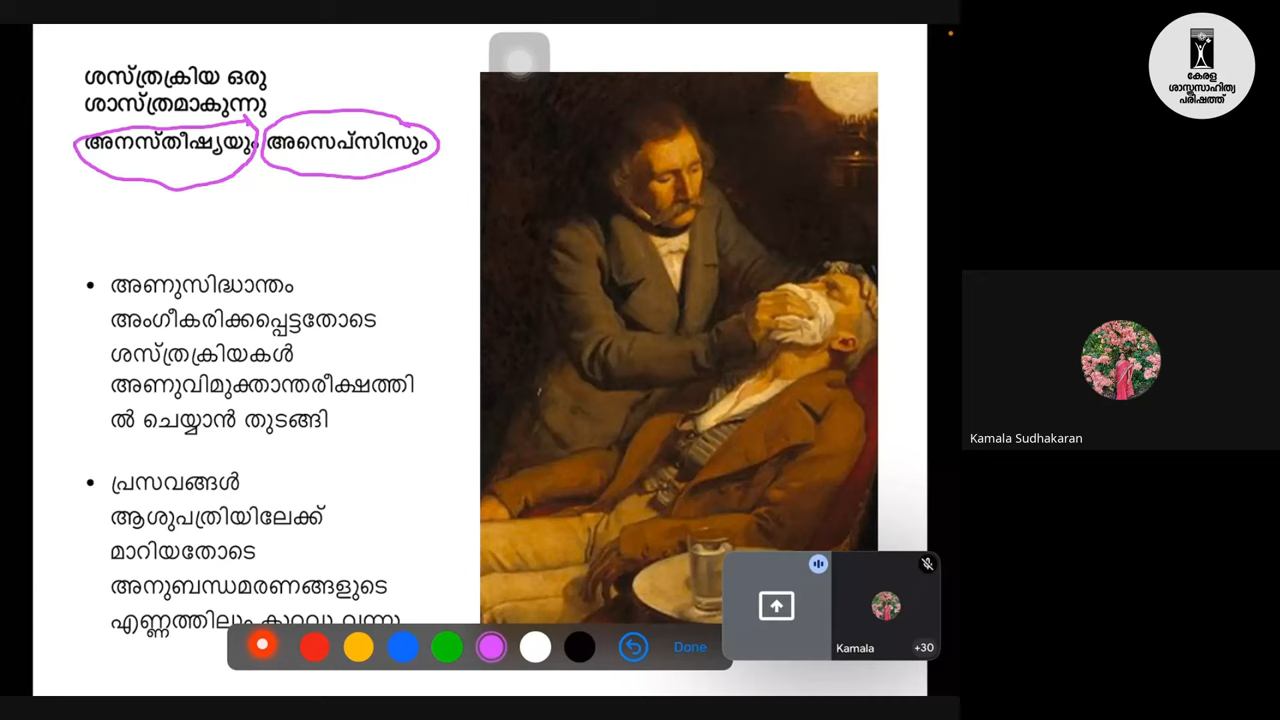 ശസ്ത്രക്രിയ ഒരു
ശാസ്ത്രമാകുന്നു
അനസ്തീഷ്യയും അസെപ്സിസും
• അണുസിദ്ധാന്തം
അംഗീകരിക്കപ്പെട്ടതോടെ
ശസ്ത്രക്രിയകൾ
അണുവിമുക്താന്തരീക്ഷത്തി
ൽ ചെയ്യാൻ തുടങ്ങി
• പ്രസവങ്ങൾ
ആശുപത്രിയിലേക്ക്
മാറിയതോടെ
അനുബന്ധമരണങ്ങളുടെ
എണ്ണത്തിലും കുറവു വന്നു
Done
Kamala
+30
കേരള
ശാസ്ത്രസാഹിത്യ
പരിഷത്ത്
Kamala Sudhakaran